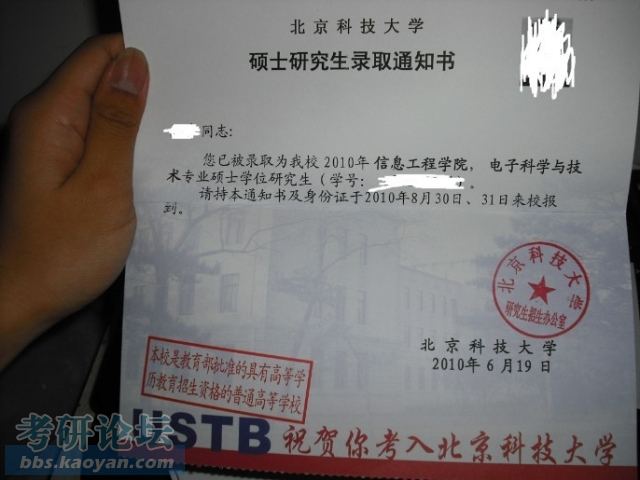 北京科技大学
硕士研究生录取通知书
同志：
您已被录取为我校2010年信息工程学院，电子科学与技
术专业硕士学位研究生（学号：）。
请持本通知书及身份证于2010年8月30日、31日来校报
到。
北京科技大学
研究生招生办公室
北京科技大学
2010年6月19日
本校是教育部批准的具有高等学
历教育招生资格的普通高等学校
USTB 祝贺你考入北京科技大学
考研论坛
bbs.kaoyan.com